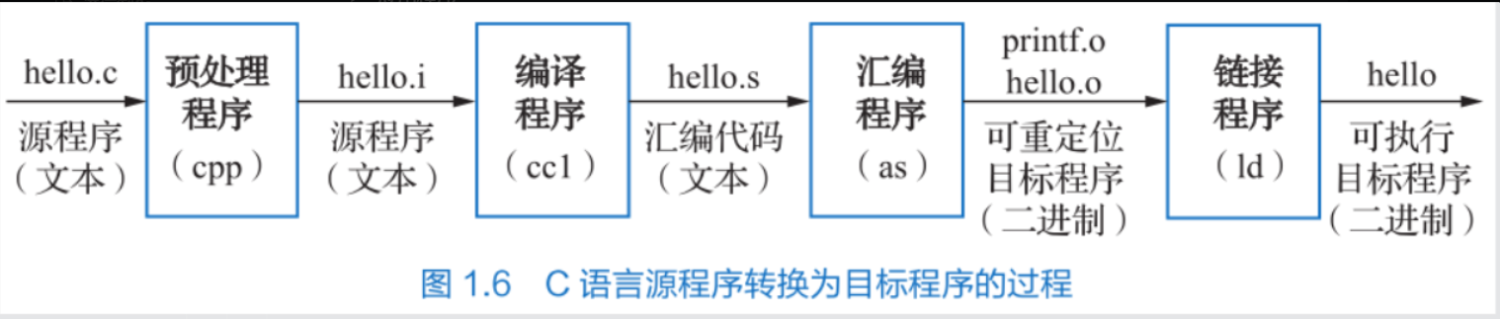 hello.c
源程序
（文本）
预处理
程序
（cpp）
hello.i
源程序
（文本）
编译
程序
（cc1）
hello.s
汇编代码
（文本）
汇编
程序
（as）
printf.o
hello.o
可重定位
目标程序
（二进制）
链接
程序
（ld）
hello
可执行
目标程序
（二进制）
图 1.6 C 语言源程序转换为目标程序的过程